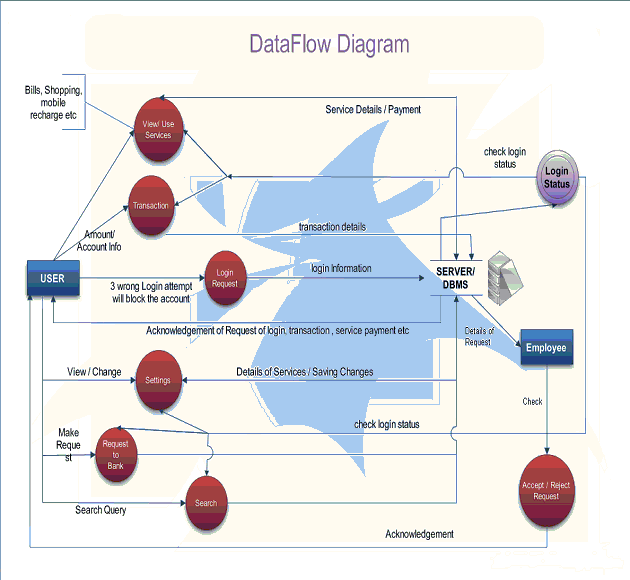 DataFlow Diagram
Bills, Shopping,
mobile
recharge etc
View/ Use
Services
Service Details / Payment
check login
status
Login
Status
Transaction
Amount/
Account Info
transaction details
USER
3 wrong Login attempt
will block the account
Login
Request
login Information
SERVER/
DBMS
Acknowledgement of Request of login, transaction , service payment etc
Details of
Request
Employee
View / Change
Settings
Details of Services / Saving Changes
Check
check login status
Make
Reque
st
Request
to
Bank
Search Query
Search
Accept / Reject
Request
Acknowledgement